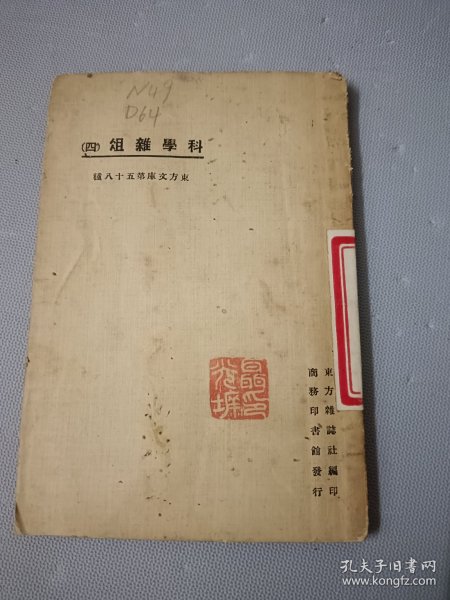 N49
D64
科學雜俎(四)
東方文庫第五十八種
東方雜誌社編印
商務印書館發行
孔夫子旧书网
www.kongfz.com